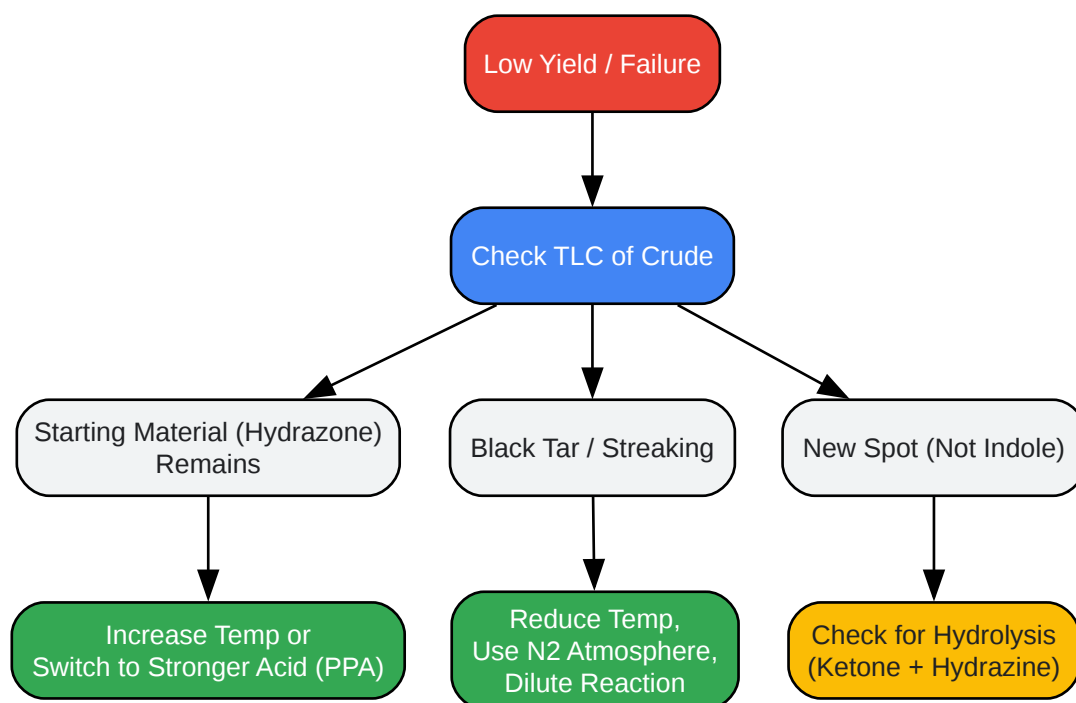 Low Yield / Failure
Check TLC of Crude
Starting Material (Hydrazone)
Remains
Black Tar / Streaking
New Spot (Not Indole)
Increase Temp or
Switch to Stronger Acid (PPA)
Reduce Temp,
Use N2 Atmosphere,
Dilute Reaction
Check for Hydrolysis
(Ketone + Hydrazine)